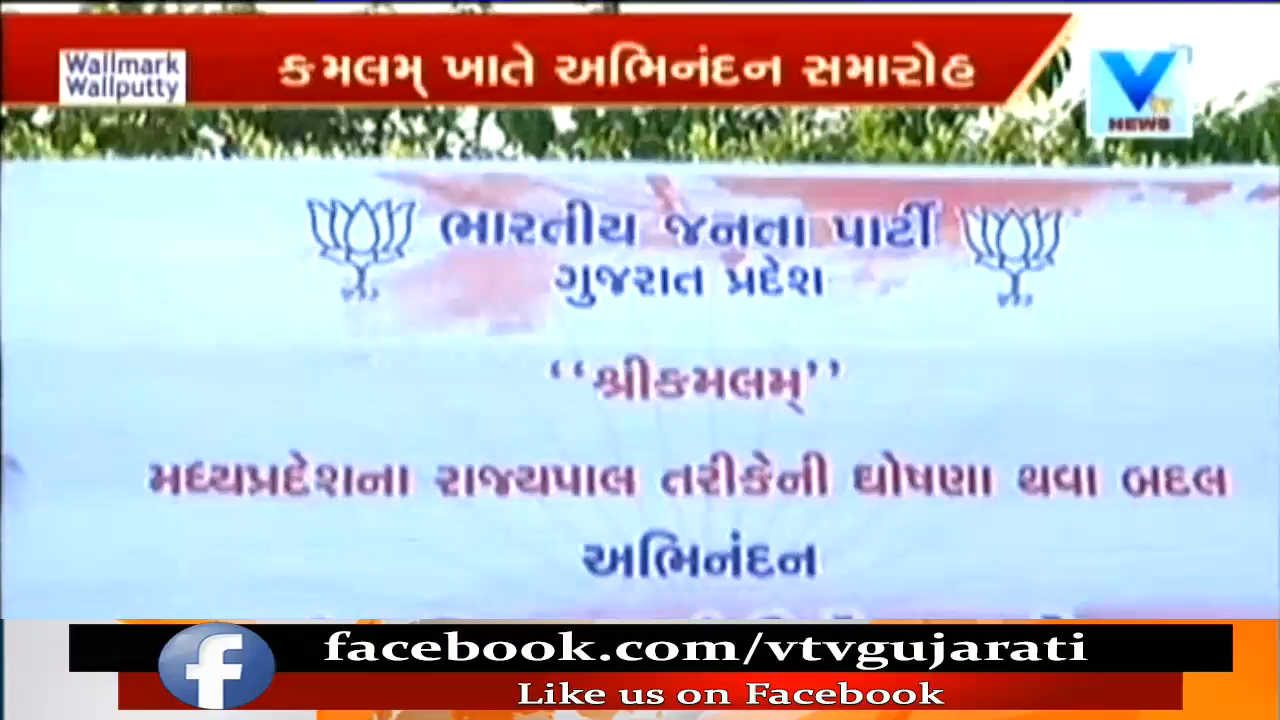 Wallmark
Wallputty
કમલમ્ ખાતે અભિનંદન સમારોહ
VTV
NEWS
ભારતીય જનતા પાર્ટી
ગુજરાત પ્રદેશ
‘‘શ્રીકમલમ્’’
મધ્યપ્રદેશના રાજ્યપાલ તરીકેની ઘોષણા થવા બદલ
અભિનંદન
facebook.com/vtvgujarati
Like us on Facebook